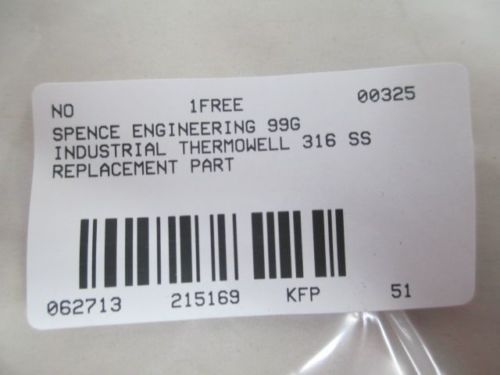 NO 1FREE 00325
SPENCE ENGINEERING 99G
INDUSTRIAL THERMOWELL 316 SS
REPLACEMENT PART
062713 215169 KFP 51